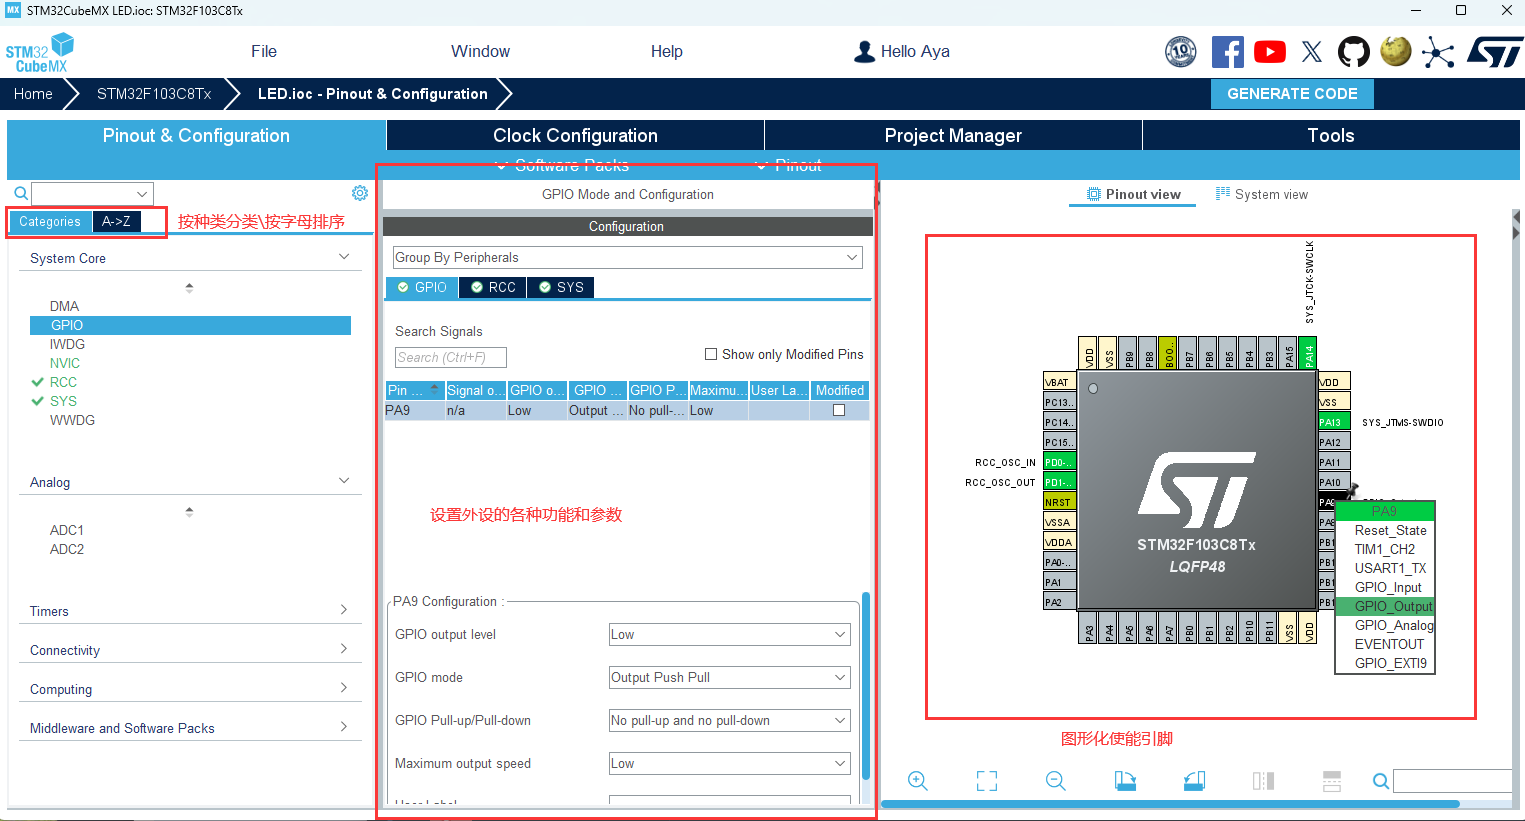 MX STM32CubeMX LED.ioc: STM32F103C8Tx
STM32
CubeMX
File
Window
Help
Hello Aya
10
Home
STM32F103C8Tx
LED.ioc - Pinout & Configuration
GENERATE CODE
Pinout & Configuration
Clock Configuration
Project Manager
Tools
Software Packs
Pinout
Categories
A->Z
按种类分类\按字母排序
System Core
DMA
GPIO
IWDG
NVIC
RCC
SYS
WWDG
Analog
ADC1
ADC2
Timers
Connectivity
Computing
Middleware and Software Packs
GPIO Mode and Configuration
Configuration
Group By Peripherals
GPIO
RCC
SYS
Search Signals
Search (Ctrl+F)
Show only Modified Pins
Pin ...
Signal o...
GPIO o...
GPIO ...
GPIO P...
Maximu...
User La...
Modified
PA9
n/a
Low
Output ...
No pull-...
Low
设置外设的各种功能和参数
PA9 Configuration :
GPIO output level
Low
GPIO mode
Output Push Pull
GPIO Pull-up/Pull-down
No pull-up and no pull-down
Maximum output speed
Low
User Label
Pinout view
System view
SYS_JTCK-SWCLK
VDD
VSS
PB9
PB8
BOO..
PB7
PB6
PB5
PB4
PB3
PA15
PA14
VBAT
PC13..
PC14..
PC15..
RCC_OSC_IN
PD0-..
RCC_OSC_OUT
PD1-..
NRST
VSSA
VDDA
PA0-..
PA1
PA2
STM32F103C8Tx
LQFP48
VDD
VSS
PA13
SYS_JTMS-SWDIO
PA12
PA11
PA10
PA9
PA8
PB1
PB1
PB1
PB1
PA3
PA4
PA5
PA6
PA7
PB0
PB1
PB2
PB10
PB11
VSS
VDD
PA9
Reset_State
TIM1_CH2
USART1_TX
GPIO_Input
GPIO_Output
GPIO_Analog
EVENTOUT
GPIO_EXTI9
图形化使能引脚